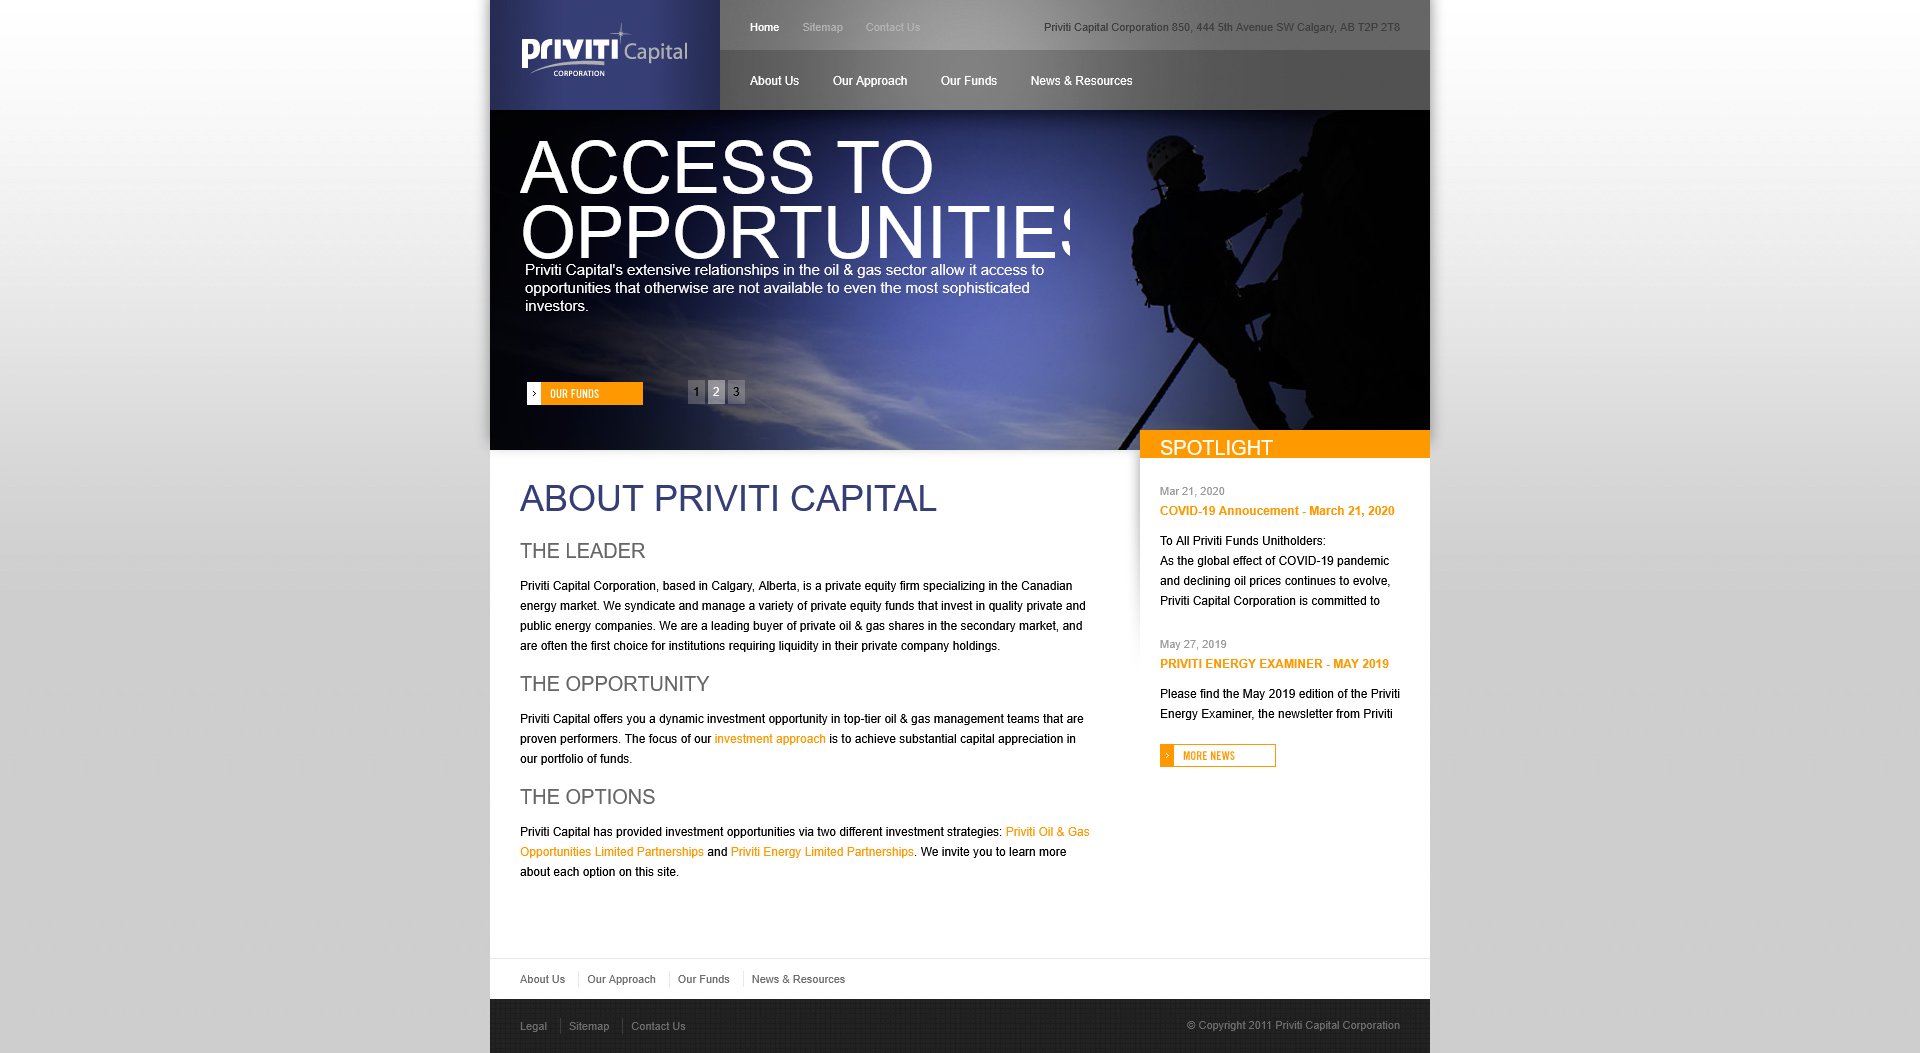 PRIVITI Capital
CORPORATION
Home Sitemap Contact Us
Priviti Capital Corporation 850, 444 5th Avenue SW Calgary, AB T2P 2T8
About Us Our Approach Our Funds News & Resources
ACCESS TO
OPPORTUNITIES
Priviti Capital's extensive relationships in the oil & gas sector allow it access to
opportunities that otherwise are not available to even the most sophisticated
investors.
OUR FUNDS
1 2 3
ABOUT PRIVITI CAPITAL
THE LEADER
Priviti Capital Corporation, based in Calgary, Alberta, is a private equity firm specializing in the Canadian
energy market. We syndicate and manage a variety of private equity funds that invest in quality private and
public energy companies. We are a leading buyer of private oil & gas shares in the secondary market, and
are often the first choice for institutions requiring liquidity in their private company holdings.
THE OPPORTUNITY
Priviti Capital offers you a dynamic investment opportunity in top-tier oil & gas management teams that are
proven performers. The focus of our investment approach is to achieve substantial capital appreciation in
our portfolio of funds.
THE OPTIONS
Priviti Capital has provided investment opportunities via two different investment strategies: Priviti Oil & Gas
Opportunities Limited Partnerships and Priviti Energy Limited Partnerships. We invite you to learn more
about each option on this site.
SPOTLIGHT
Mar 21, 2020
COVID-19 Annoucement - March 21, 2020
To All Priviti Funds Unitholders:
As the global effect of COVID-19 pandemic
and declining oil prices continues to evolve,
Priviti Capital Corporation is committed to
May 27, 2019
PRIVITI ENERGY EXAMINER - MAY 2019
Please find the May 2019 edition of the Priviti
Energy Examiner, the newsletter from Priviti
MORE NEWS
About Us Our Approach Our Funds News & Resources
Legal Sitemap Contact Us
© Copyright 2011 Priviti Capital Corporation